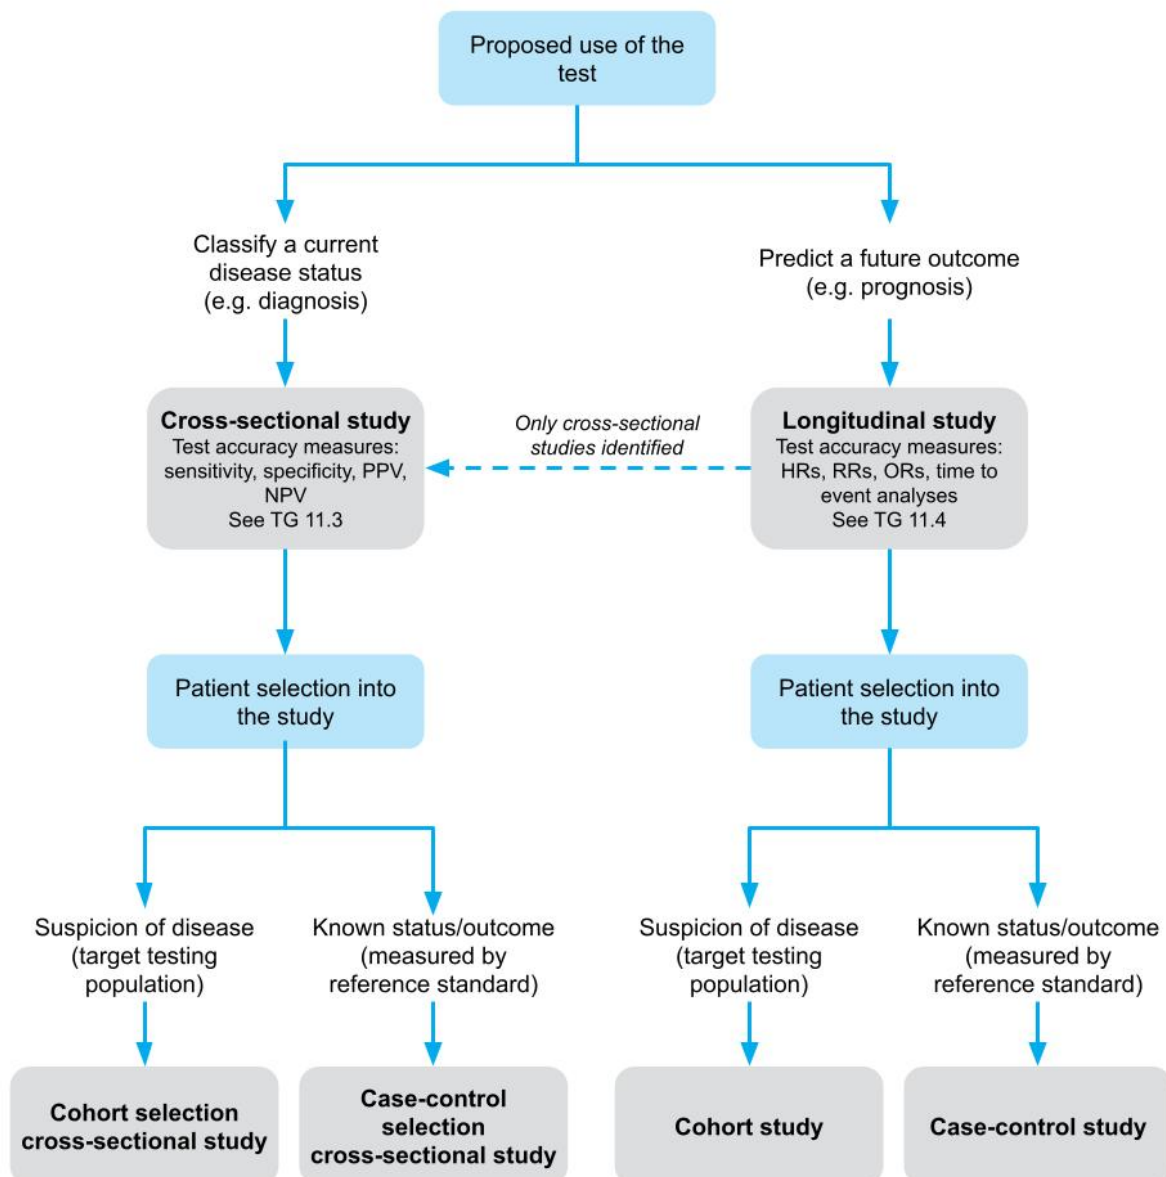 Proposed use of the
test
Classify a current
disease status
(e.g. diagnosis)
Predict a future outcome
(e.g. prognosis)
Cross-sectional study
Test accuracy measures:
sensitivity, specificity, PPV,
NPV
See TG 11.3
Only cross-sectional
studies identified
Longitudinal study
Test accuracy measures:
HRs, RRs, ORs, time to
event analyses
See TG 11.4
Patient selection into
the study
Patient selection into
the study
Suspicion of disease
(target testing
population)
Known status/outcome
(measured by
reference standard)
Suspicion of disease
(target testing
population)
Known status/outcome
(measured by
reference standard)
Cohort selection
cross-sectional study
Case-control
selection
cross-sectional study
Cohort study
Case-control study